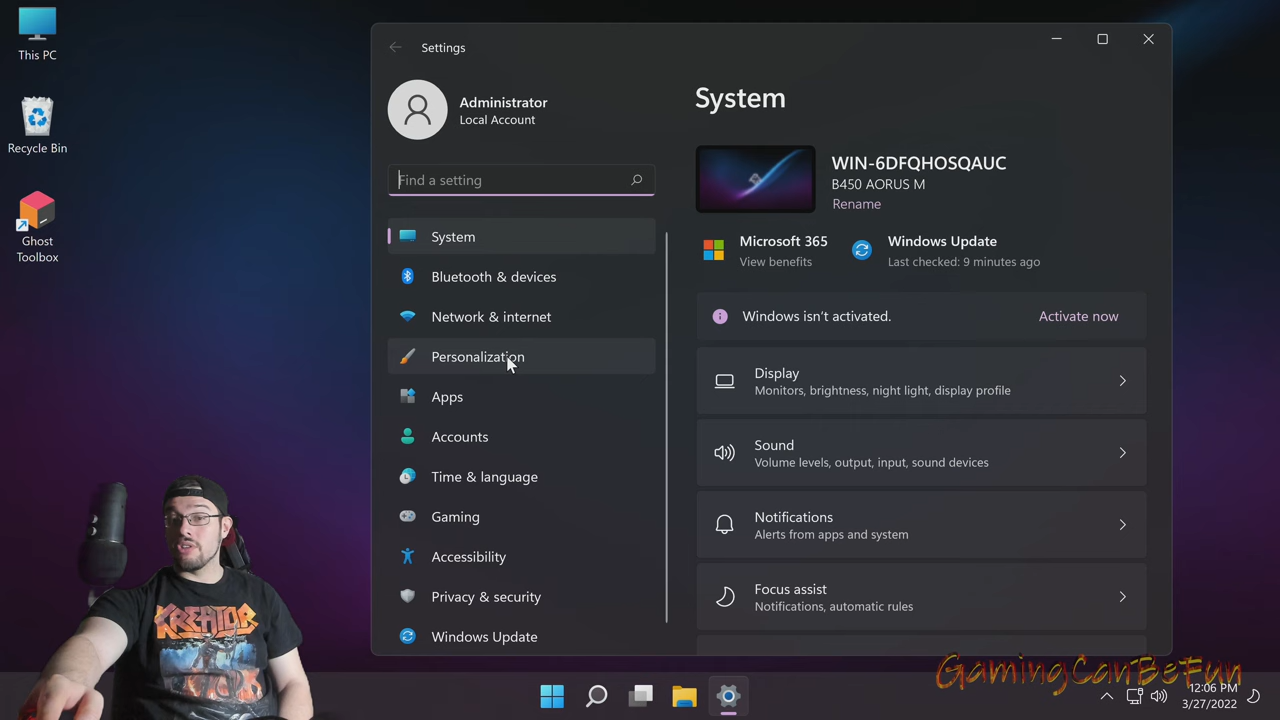 This PC
Recycle Bin
Ghost
Toolbox
Settings
Administrator
Local Account
Find a setting
System
Bluetooth & devices
Network & internet
Personalization
Apps
Accounts
Time & language
Gaming
Accessibility
Privacy & security
Windows Update
System
WIN-6DFQHOSQAUC
B450 AORUS M
Rename
Microsoft 365
View benefits
Windows Update
Last checked: 9 minutes ago
Windows isn't activated.
Activate now
Display
Monitors, brightness, night light, display profile
Sound
Volume levels, output, input, sound devices
Notifications
Alerts from apps and system
Focus assist
Notifications, automatic rules
KREATOR
GamingCanBeFun
12:06 PM
3/27/2022